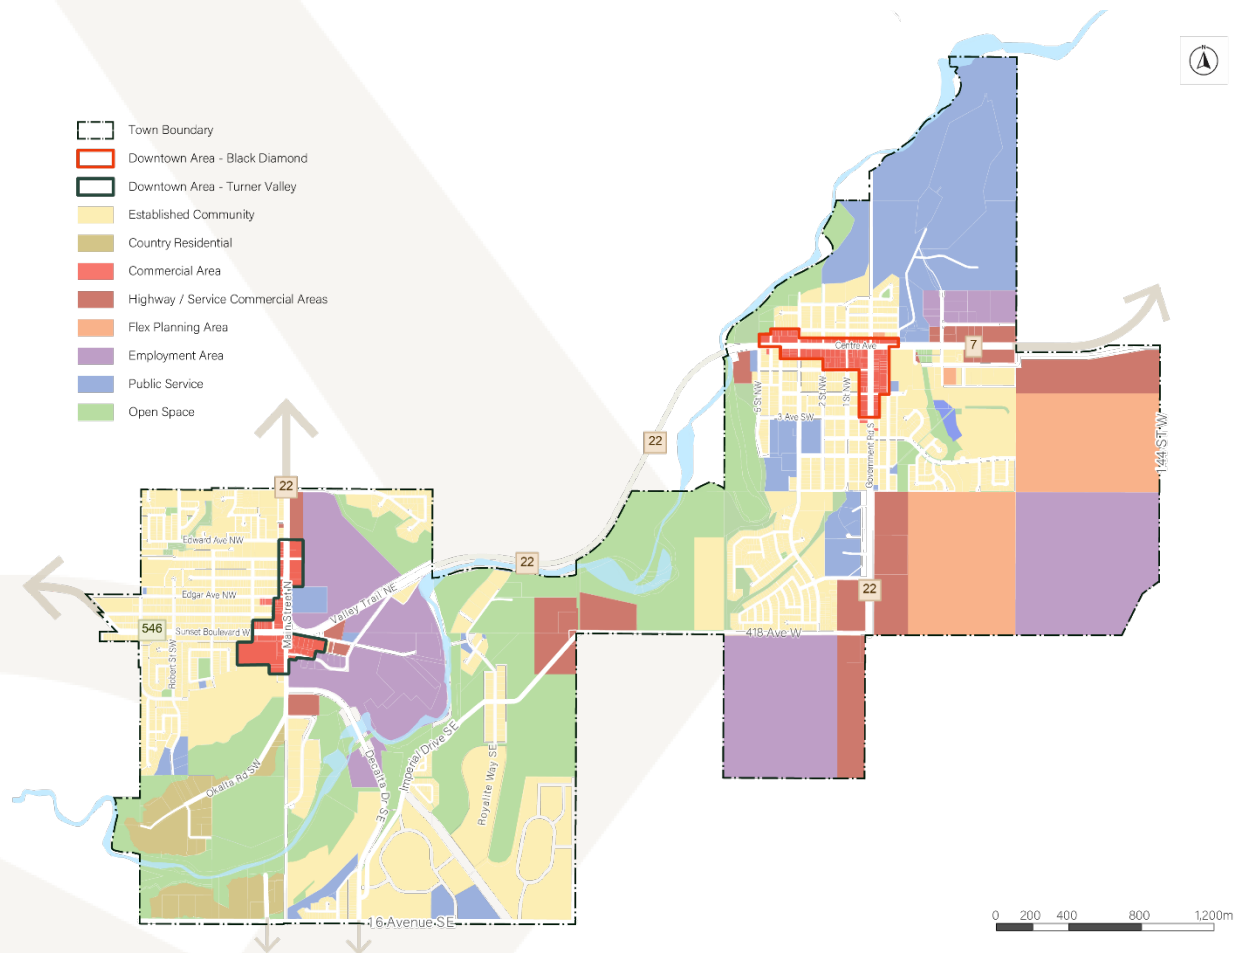 N
Town Boundary
Downtown Area - Black Diamond
Downtown Area - Turner Valley
Established Community
Country Residential
Commercial Area
Highway / Service Commercial Areas
Flex Planning Area
Employment Area
Public Service
Open Space
Centre Ave
7
6 St NW
2 St NW
1 St NW
3 Ave SW
Government Rd S
144 ST W
22
22
22
22
418 Ave W
Edward Ave NW
Edgar Ave NW
546
Sunset Boulevard W
Main Street N
Valley Trail NE
Robert St SW
Okalta Rd SW
Decalta Dr SE
Imperial Drive SE
Royalite Way SE
16 Avenue SE
0 200 400 800 1,200m